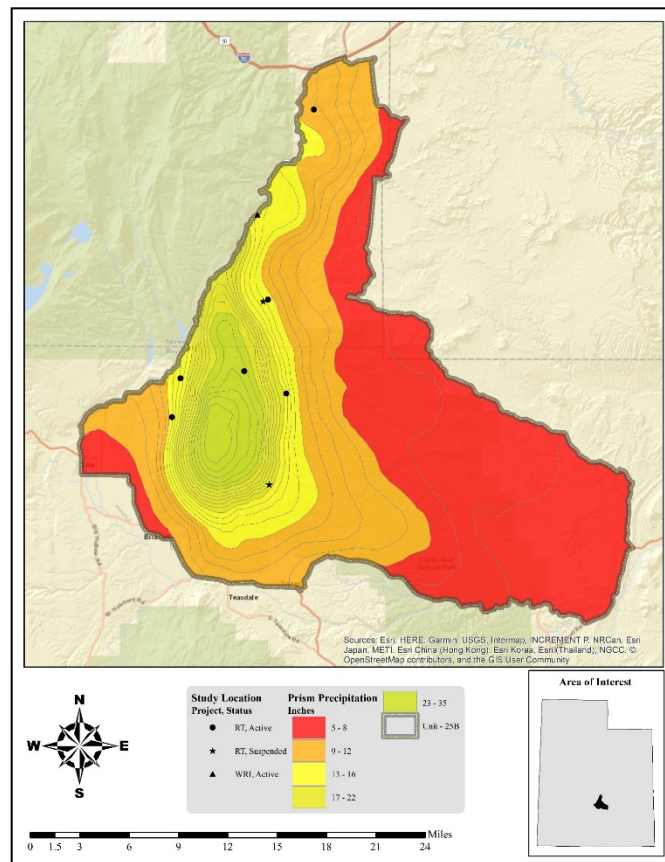 70
Teasdale
Sources: Esri, HERE, Garmin, USGS, Intermap, INCREMENT P, NRCan, Esri
Japan, METI, Esri China (Hong Kong), Esri Korea, Esri (Thailand), NGCC, ©
OpenStreetMap contributors, and the GIS User Community
N
W E
S
Study Location
Project, Status
RT, Active
RT, Suspended
WRI, Active
Prism Precipitation
Inches
5 - 8
9 - 12
13 - 16
17 - 22
23 - 35
Unit - 25B
Area of Interest
Miles
0 1.5 3 6 9 12 15 18 21 24